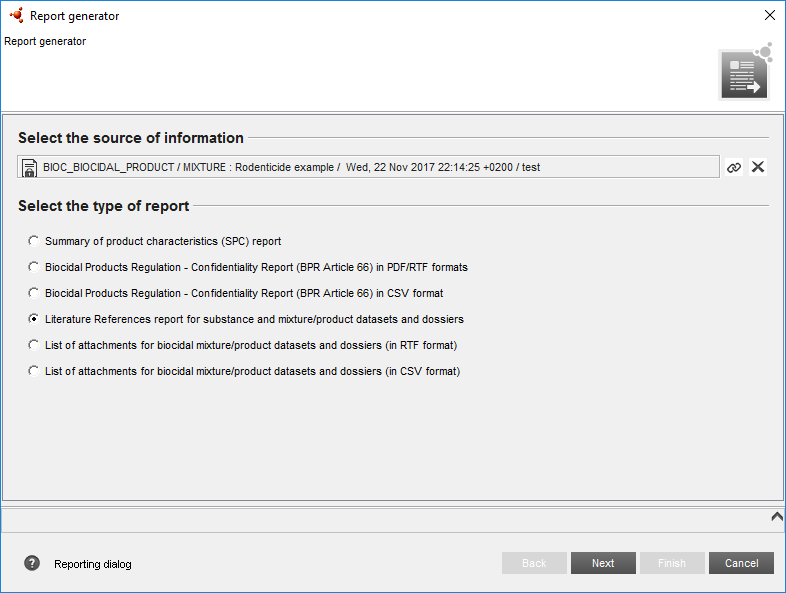 Report generator
Report generator
Select the source of information
BIOC_BIOCIDAL_PRODUCT / MIXTURE : Rodenticide example /  Wed, 22 Nov 2017 22:14:25 +0200 / test
Select the type of report
Summary of product characteristics (SPC) report
Biocidal Products Regulation - Confidentiality Report (BPR Article 66) in PDF/RTF formats
Biocidal Products Regulation - Confidentiality Report (BPR Article 66) in CSV format
Literature References report for substance and mixture/product datasets and dossiers
List of attachments for biocidal mixture/product datasets and dossiers (in RTF format)
List of attachments for biocidal mixture/product datasets and dossiers (in CSV format)
? Reporting dialog Back Next Finish Cancel